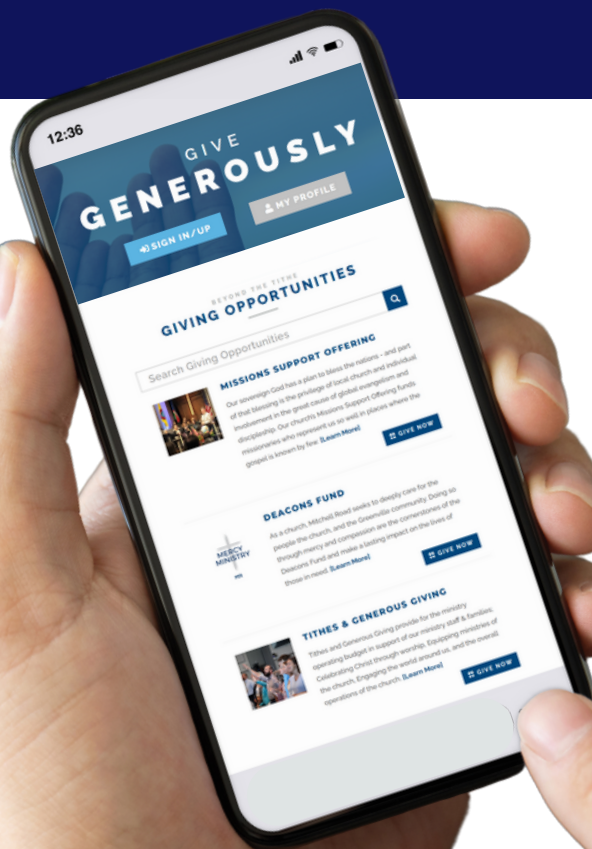 12:36
GIVE
GENEROUSLY
SIGN IN/UP
MY PROFILE
BEYOND THE TITHE
GIVING OPPORTUNITIES
Search Giving Opportunities
MISSIONS SUPPORT OFFERING
Our sovereign God has a plan to bless the nations - and part
of that blessing is the privilege of local church and individual
involvement in the great cause of global evangelism and
discipleship. Our church's Missions Support Offering funds
missionaries who represent us so well in places where the
gospel is known by few. (Learn More)
GIVE NOW
MERCY
MINISTRY
DEACONS FUND
As a church, Mitchell Road seeks to deeply care for the
people the church, and the Greenville community. Doing so
through mercy and compassion are the cornerstones of the
Deacons Fund and make a lasting impact on the lives of
those in need. (Learn More)
GIVE NOW
TITHES & GENEROUS GIVING
Tithes and Generous Giving provide for the ministry
operating budget in support of our ministry staff & families,
Celebrating Christ through worship, Equipping ministries of
the church, Engaging the world around us, and the overall
operations of the church. (Learn More)
GIVE NOW